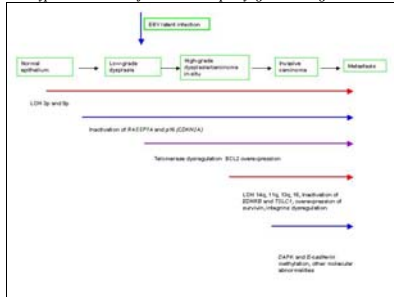 EBV latent infection
Normal
epithelium
Low-grade
dysplasia
High-grade
dysplasia/carcinoma
in-situ
Invasive
carcinoma
Metastasis
LOH 3p and 9p
Inactivation of RASSF1A and p16 (CDKN2A)
Telomerase dysregulation BCL2 overexpression
LOH 14q, 11q, 13q, 16, inactivation of
EDNRB and TSLC1, overexpression of
survivin, integrins dysregulation
DAPK and E-cadherin
methylation, other molecular
abnormalities